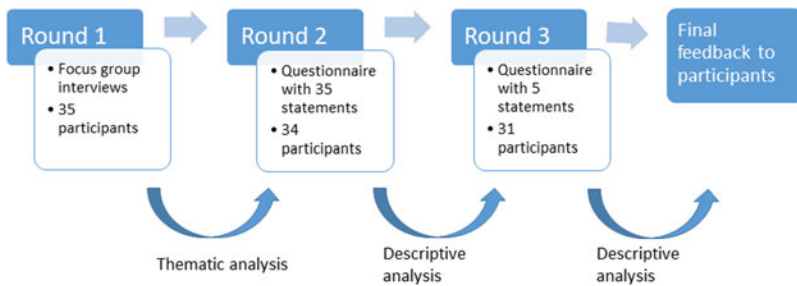 Round 1
• Focus group
interviews
• 35
participants
Round 2
• Questionnaire
with 35
statements
• 34
participants
Round 3
• Questionnaire
with 5
statements
• 31
participants
Final
feedback to
participants
Thematic analysis
Descriptive
analysis
Descriptive
analysis